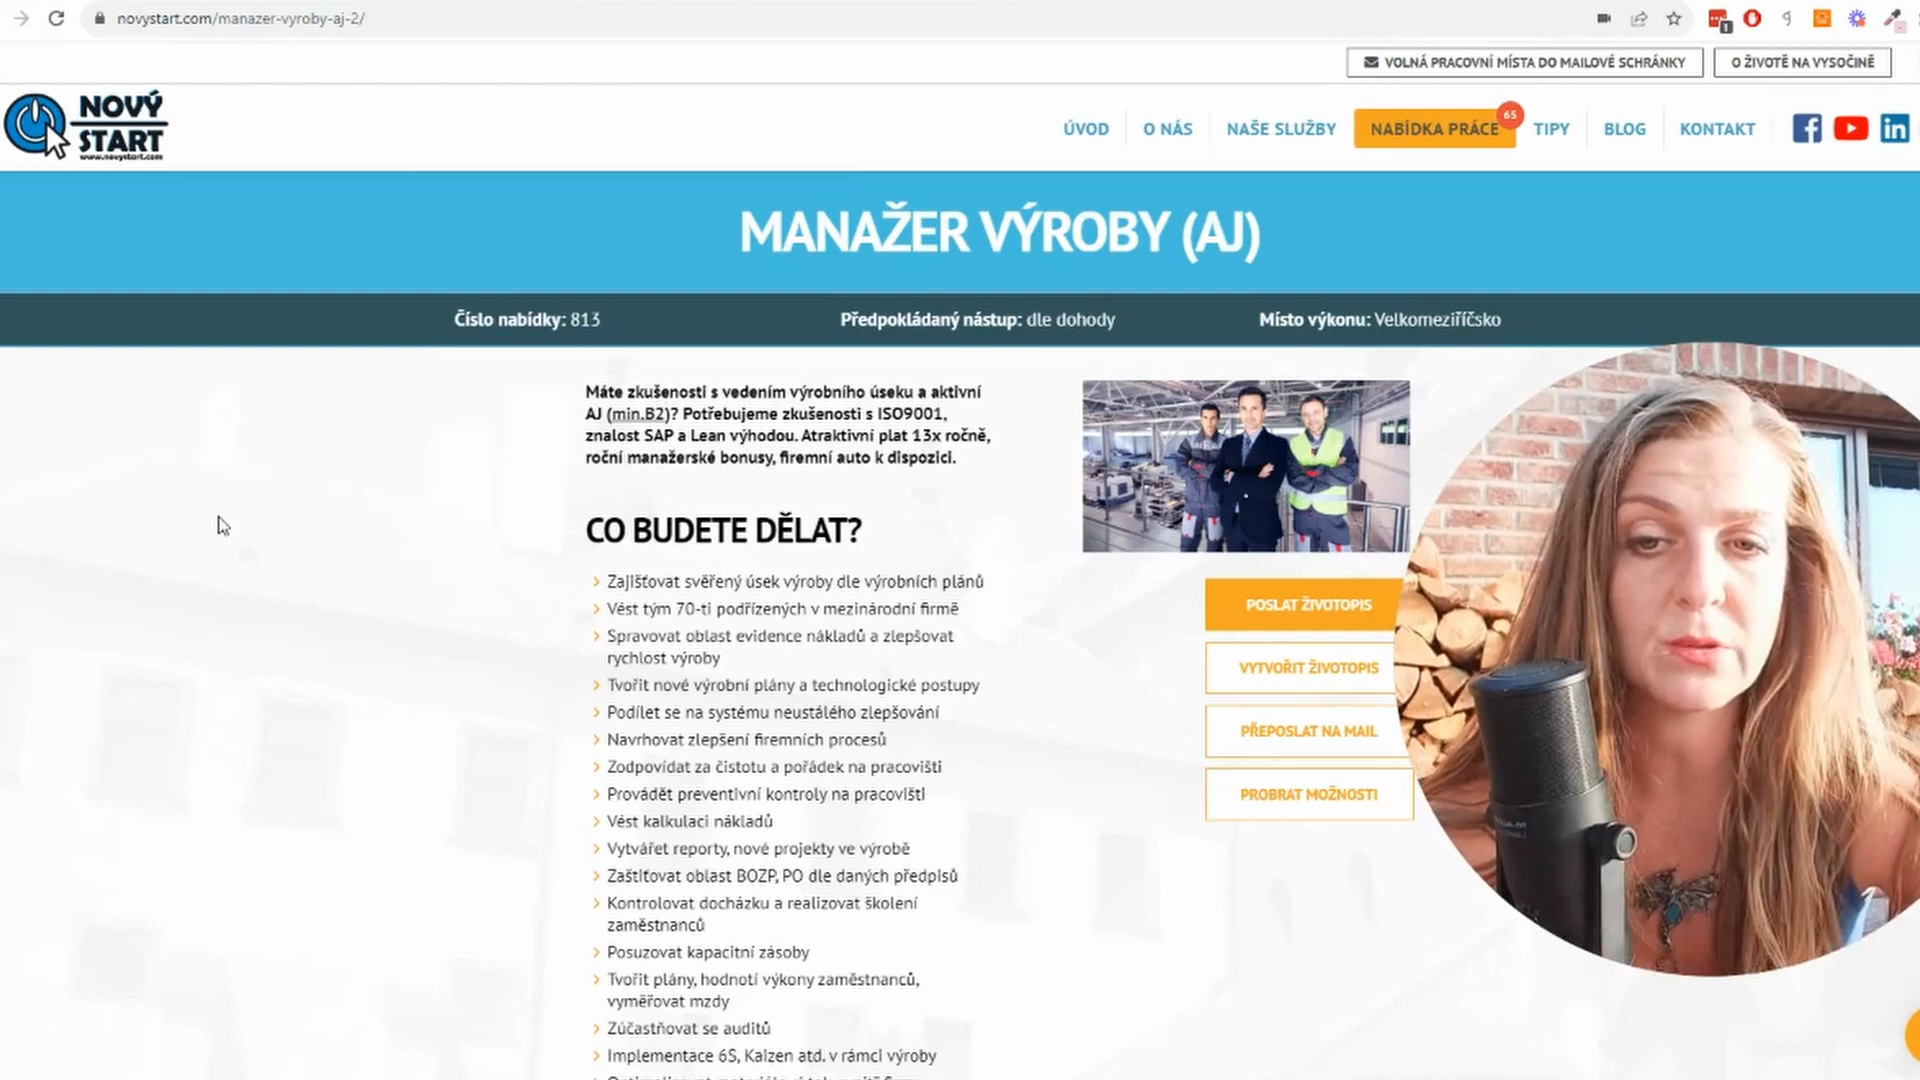 novystart.com/manazer-vyroby-aj-2/
VOLNÁ PRACOVNÍ MÍSTA DO MAILOVÉ SCHRÁNKY
O ŽIVOTĚ NA VYSOČINĚ
NOVÝ
START
www.novystart.com
ÚVOD
O NÁS
NAŠE SLUŽBY
NABÍDKA PRÁCE
65
TIPY
BLOG
KONTAKT
MANAŽER VÝROBY (AJ)
Číslo nabídky: 813
Předpokládaný nástup: dle dohody
Místo výkonu: Velkomeziříčsko
Máte zkušenosti s vedením výrobního úseku a aktivní
AJ (min.B2)? Potřebujeme zkušenosti s ISO9001,
znalost SAP a Lean výhodou. Atraktivní plat 13x ročně,
roční manažerské bonusy, firemní auto k dispozici.
CO BUDETE DĚLAT?
Zajišťovat svěřený úsek výroby dle výrobních plánů
Vést tým 70-ti podřízených v mezinárodní firmě
Spravovat oblast evidence nákladů a zlepšovat
rychlost výroby
Tvořit nové výrobní plány a technologické postupy
Podílet se na systému neustálého zlepšování
Navrhovat zlepšení firemních procesů
Zodpovídat za čistotu a pořádek na pracovišti
Provádět preventivní kontroly na pracovišti
Vést kalkulaci nákladů
Vytvářet reporty, nové projekty ve výrobě
Zaštiťovat oblast BOZP, PO dle daných předpisů
Kontrolovat docházku a realizovat školení
zaměstnanců
Posuzovat kapacitní zásoby
Tvořit plány, hodnotí výkony zaměstnanců,
vyměřovat mzdy
Zúčastňovat se auditů
Implementace 6S, Kaizen atd. v rámci výroby
POSLAT ŽIVOTOPIS
VYTVOŘIT ŽIVOTOPIS
PŘEPOSLAT NA MAIL
PROBRAT MOŽNOSTI